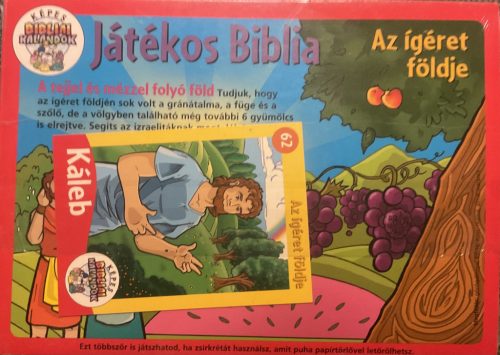 KÉPES
BIBLIAI
KALANDOK
Játékos Biblia
Az ígéret
földje
A tejjel és mézzel folyó föld Tudjuk, hogy
az ígéret földjén sok volt a gránátalma, a füge és a
szőlő, de a völgyben található még további 6 gyümölcs
is elrejtve. Segíts az izraelitáknak
62
Az ígéret földje
Káleb
KÉPES
BIBLIAI
KALANDOK
Ezt többször is játszhatod, ha zsírkrétát használsz, amit puha papírtörlővel letörölhetsz.